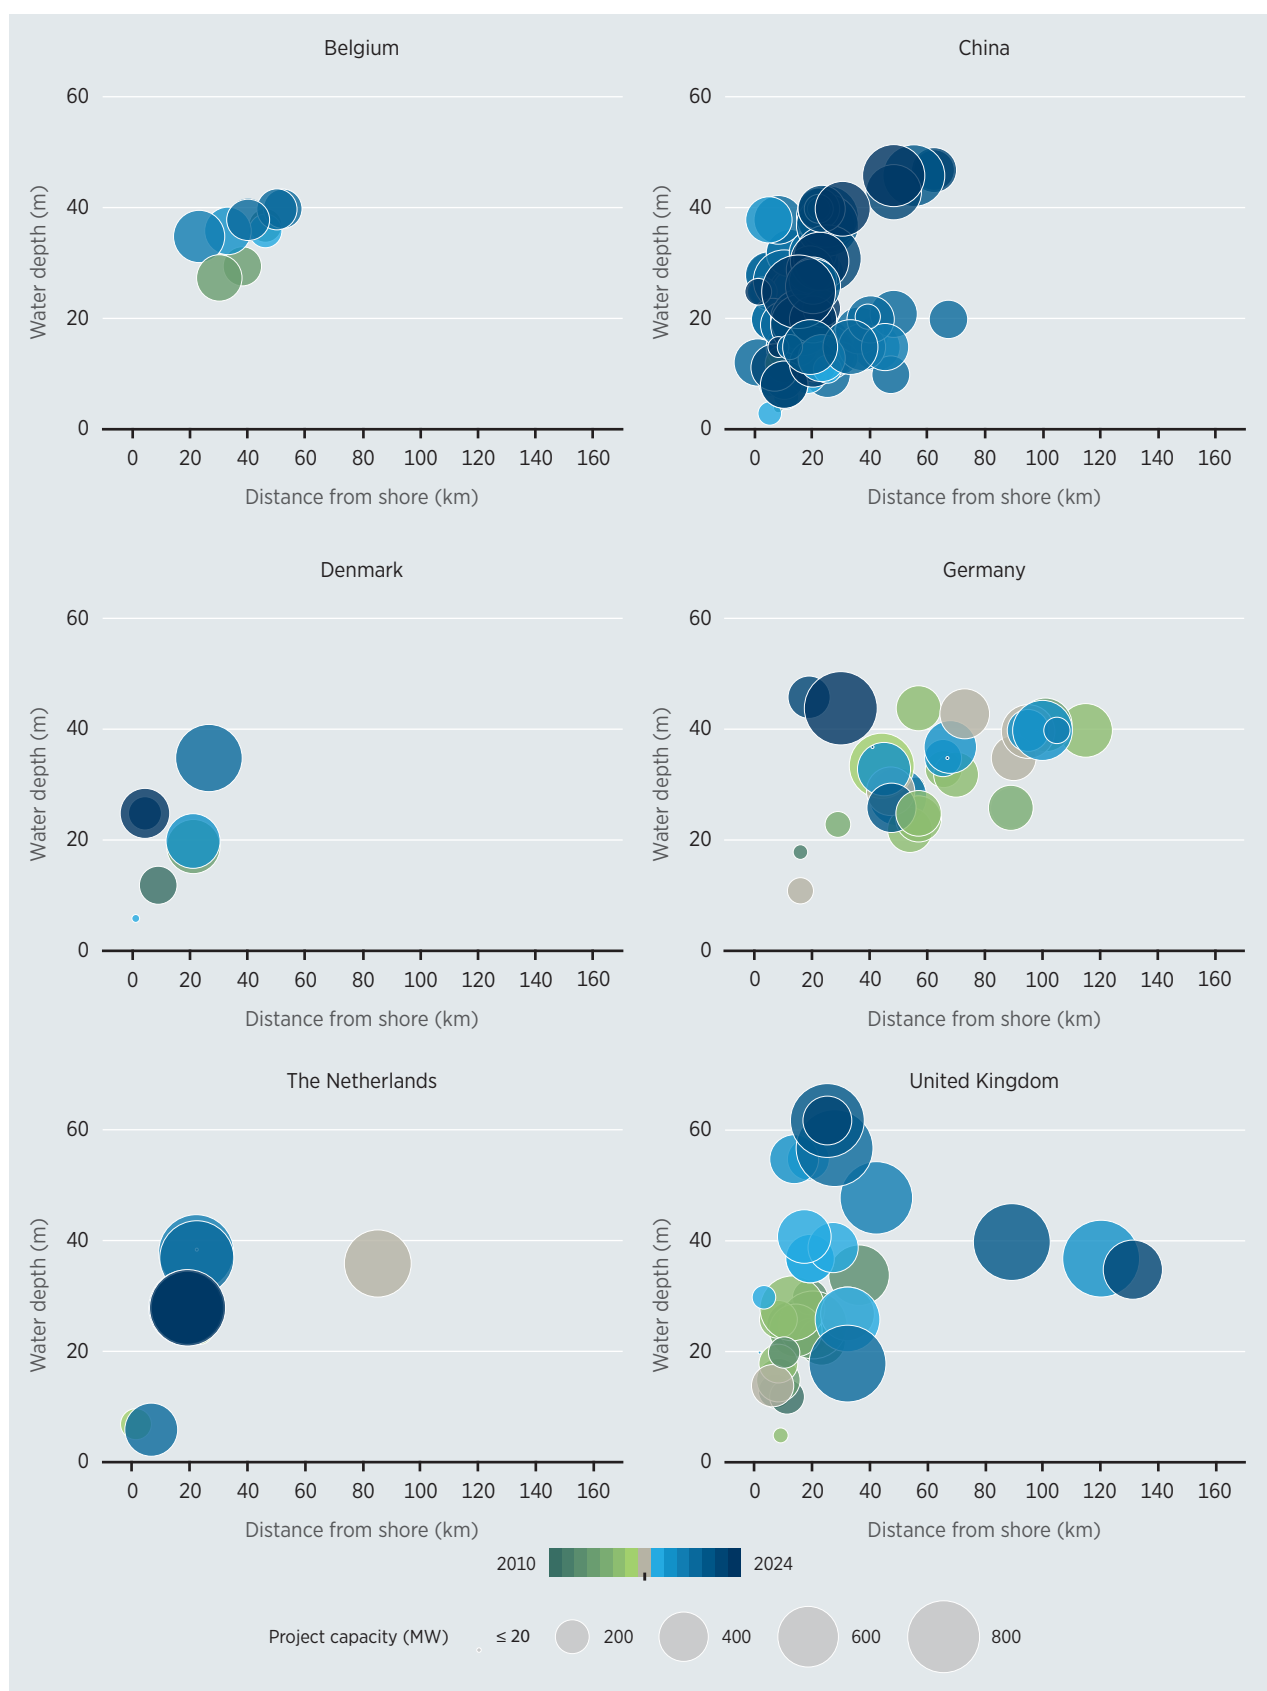 Belgium
China
60
60
Water depth (m)
Water depth (m)
40
40
20
20
0
0
0 20 40 60 80 100 120 140 160
0 20 40 60 80 100 120 140 160
Distance from shore (km)
Distance from shore (km)
Denmark
Germany
60
60
Water depth (m)
Water depth (m)
40
40
20
20
0
0
0 20 40 60 80 100 120 140 160
0 20 40 60 80 100 120 140 160
Distance from shore (km)
Distance from shore (km)
The Netherlands
United Kingdom
60
60
Water depth (m)
Water depth (m)
40
40
20
20
0
0
0 20 40 60 80 100 120 140 160
0 20 40 60 80 100 120 140 160
Distance from shore (km)
Distance from shore (km)
2010 2024
Project capacity (MW) ≤ 20 200 400 600 800